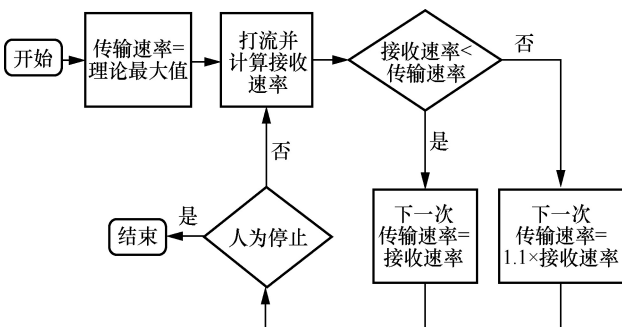 开始
传输速率=
理论最大值
打流并
计算接收
速率
接收速率<
传输速率
否
是
否
下一次
传输速率=
接收速率
下一次
传输速率=
1.1×接收速率
是
结束
人为停止